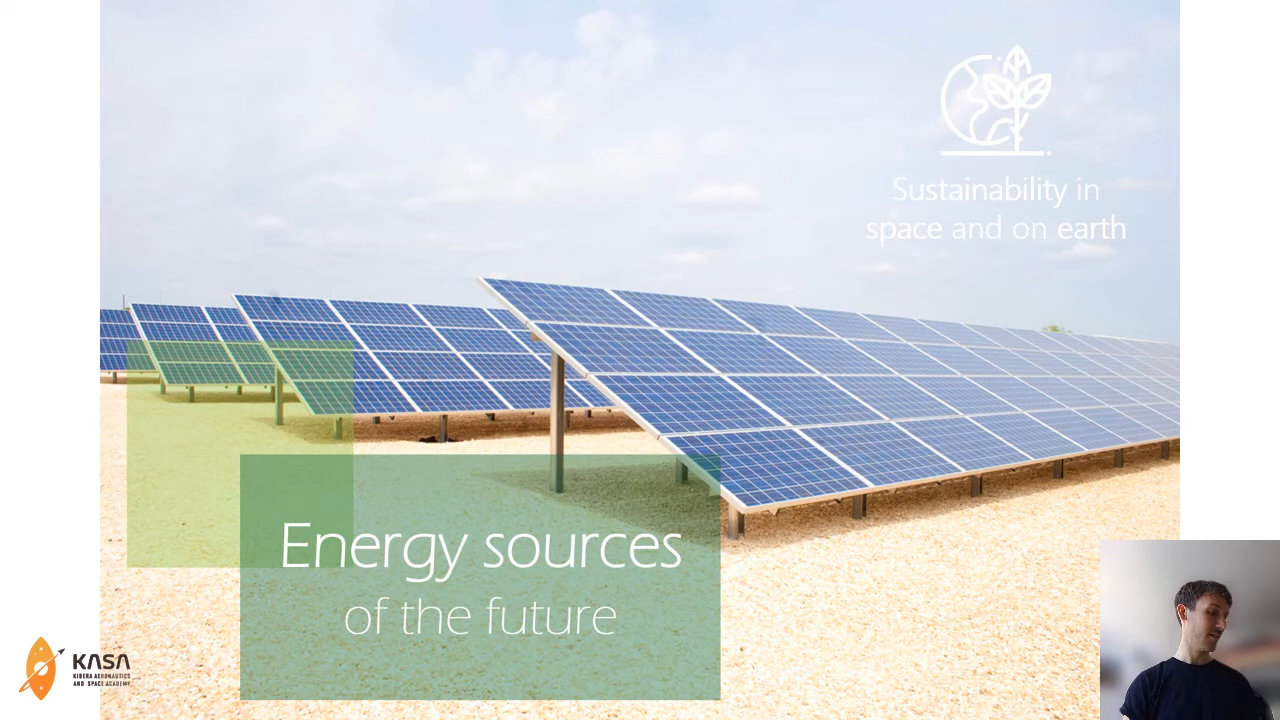 Sustainability in
space and on earth
Energy sources
of the future
KASA
KIBERA AERONAUTICS
AND SPACE ACADEMY